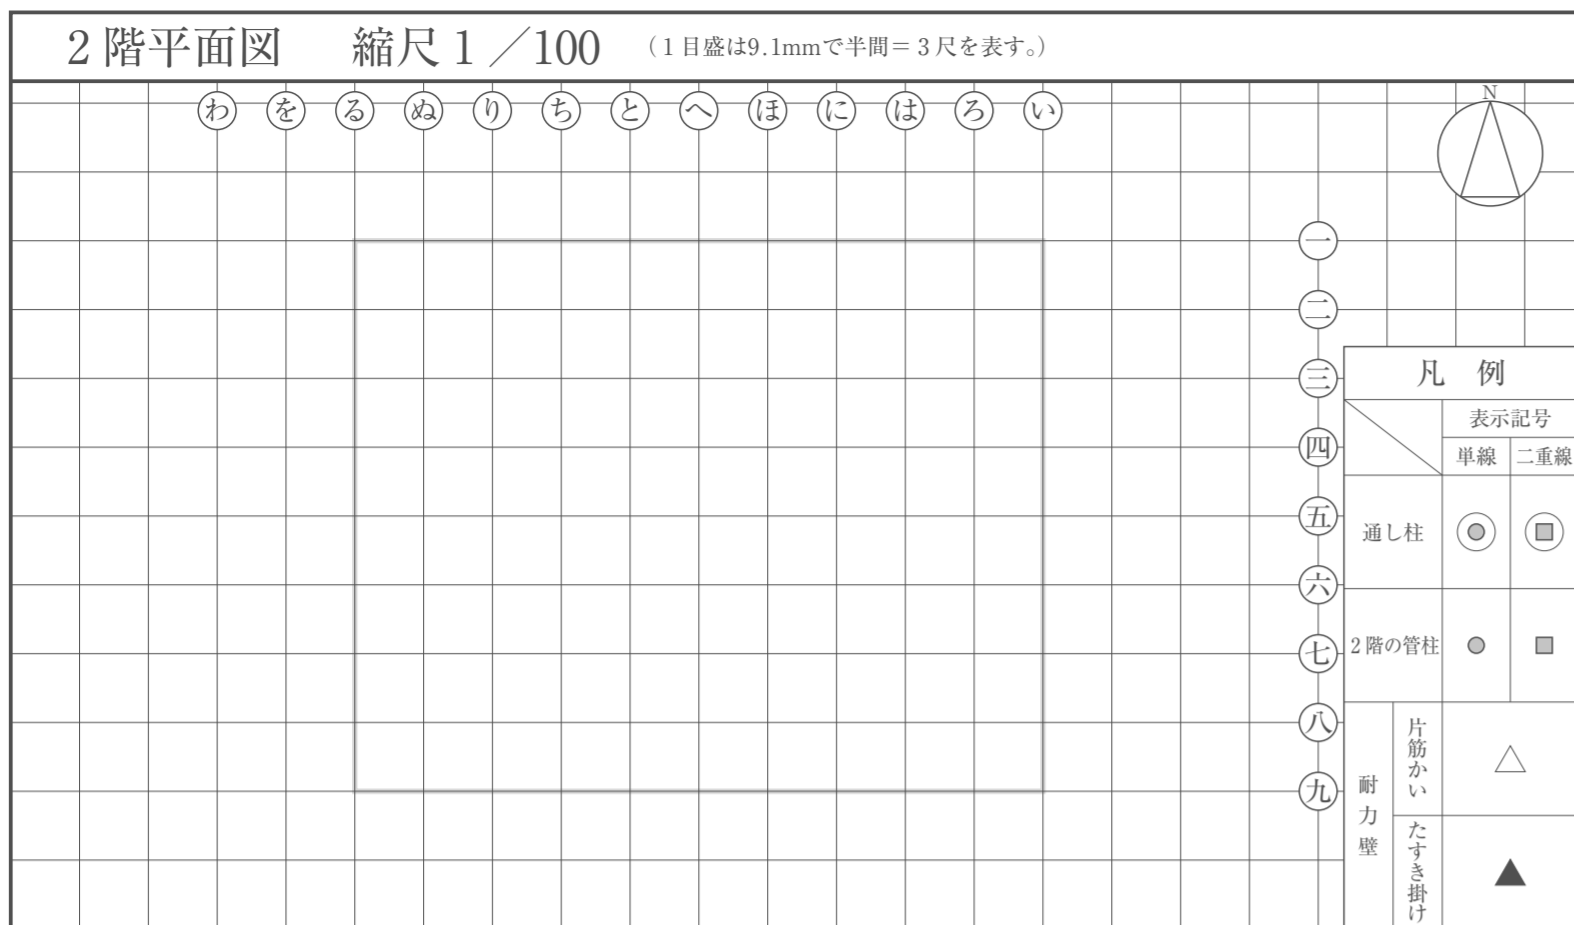 2階平面図 縮尺1／100 （1目盛は9.1mmで半間＝3尺を表す。）
わ を る ぬ り ち と へ ほ に は ろ い
N
一
二
三
四
五
六
七
八
九
凡 例
表示記号
単線 二重線
通し柱
2階の管柱
耐力壁
片筋かい
たすき掛け